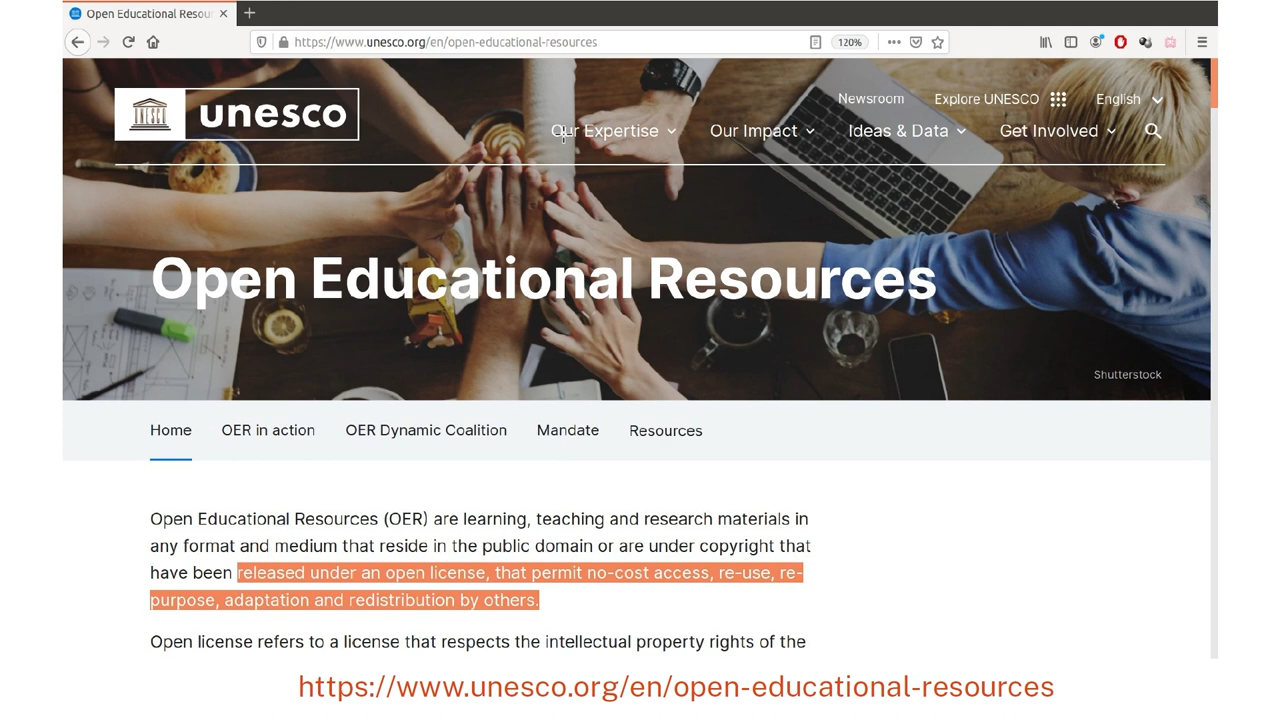 Open Educational Resou
https://www.unesco.org/en/open-educational-resources
120%
unesco
Newsroom
Explore UNESCO
English
Our Expertise
Our Impact
Ideas & Data
Get Involved
Open Educational Resources
Shutterstock
Home
OER in action
OER Dynamic Coalition
Mandate
Resources
Open Educational Resources (OER) are learning, teaching and research materials in
any format and medium that reside in the public domain or are under copyright that
have been released under an open license, that permit no-cost access, re-use, re-
purpose, adaptation and redistribution by others.
Open license refers to a license that respects the intellectual property rights of the
https://www.unesco.org/en/open-educational-resources